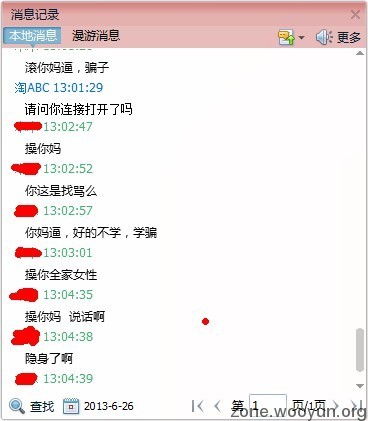 消息记录
本地消息 漫游消息 更多
滚你妈逼，骗子
淘ABC 13:01:29
请问你连接打开了吗
13:02:47
操你妈
13:02:52
你这是找骂么
13:02:57
你妈逼，好的不学，学骗
13:03:01
操你全家女性
13:04:35
操你妈 说话啊
13:04:38
隐身了啊
13:04:39
查找 2013-6-26 第 1 页/1页
zone.wooyun.org